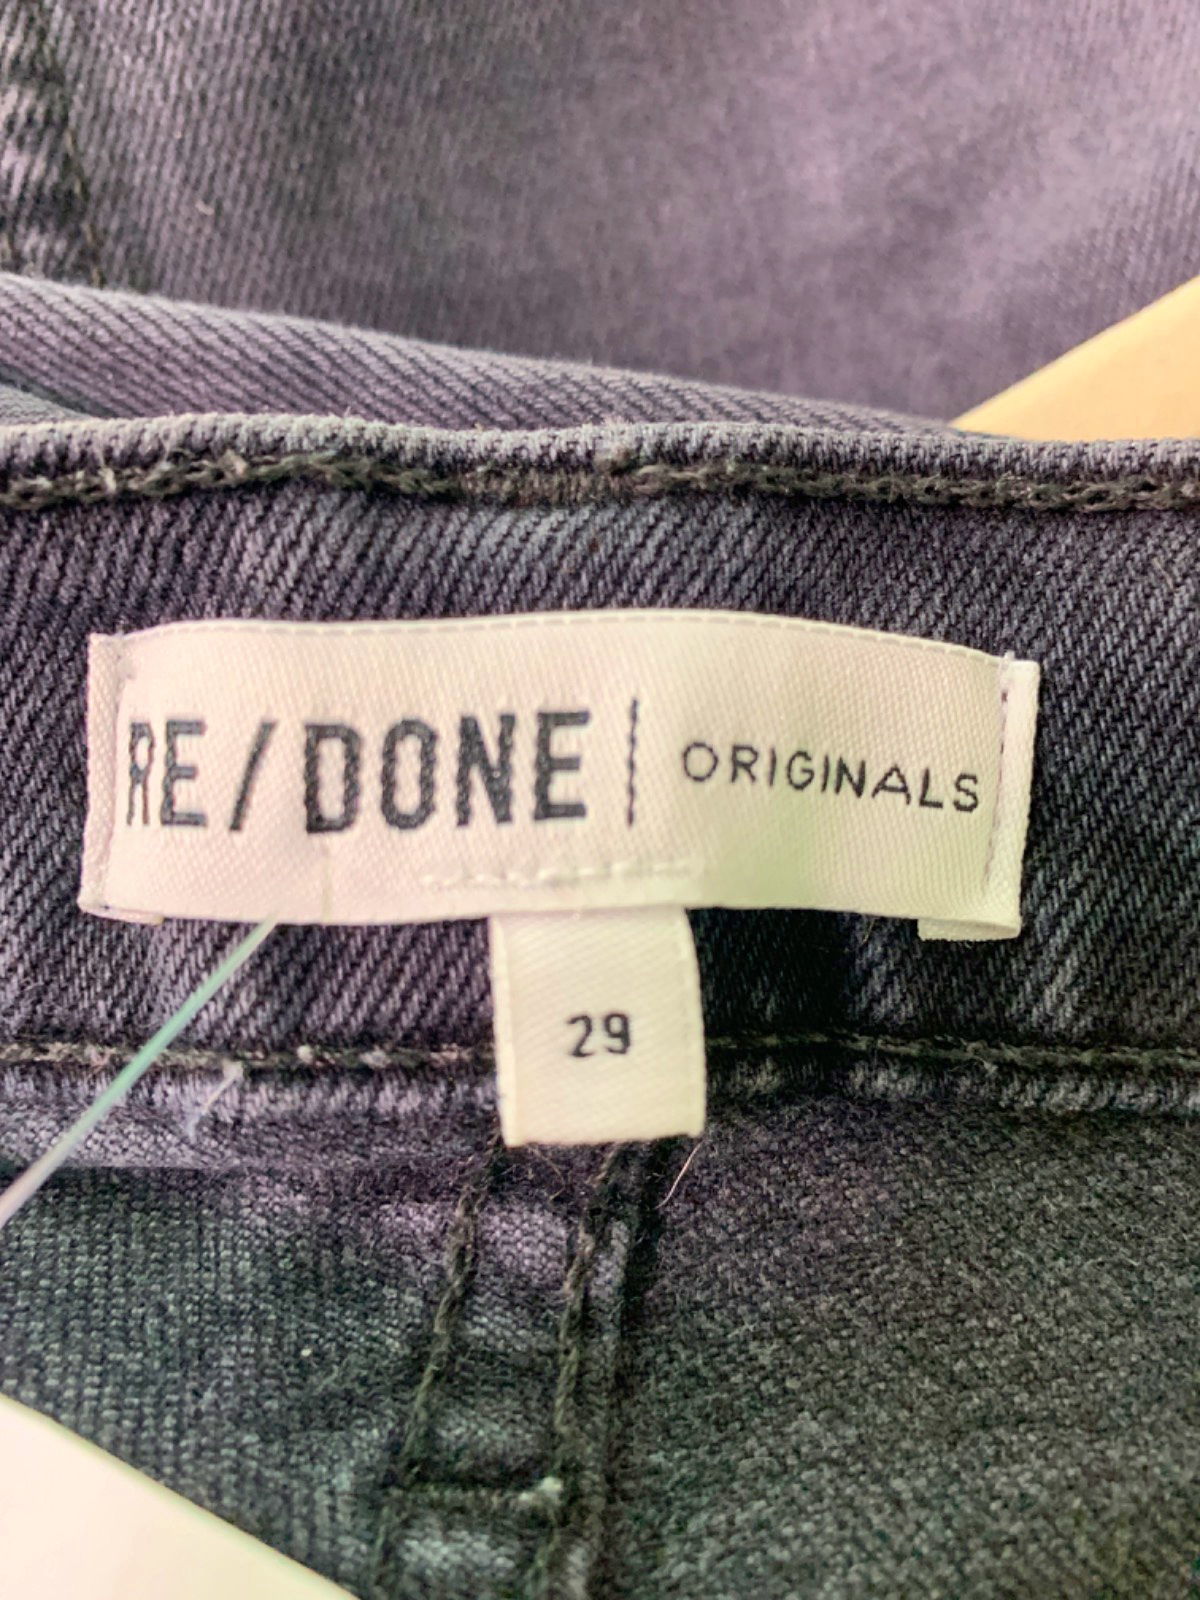 RE/DONE | ORIGINALS
29